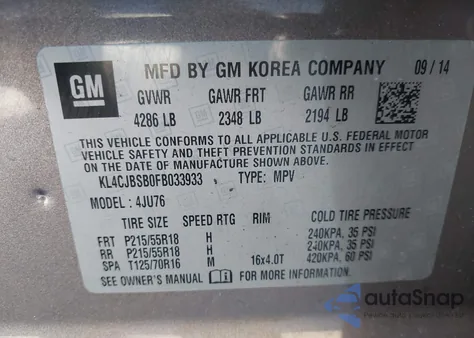 GM
MFD BY GM KOREA COMPANY 09/14
GVWR GAWR FRT GAWR RR
4286 LB 2348 LB 2194 LB
THIS VEHICLE CONFORMS TO ALL APPLICABLE U.S. FEDERAL MOTOR
VEHICLE SAFETY AND THEFT PREVENTION STANDARDS IN EFFECT
ON THE DATE OF MANUFACTURE SHOWN ABOVE.
KL4CJBSB0FB033933 TYPE: MPV
MODEL: 4JU76
TIRE SIZE SPEED RTG RIM COLD TIRE PRESSURE
FRT P215/55R18 H 240KPA, 35 PSI
RR P215/55R18 H 240KPA, 35 PSI
SPA T125/70R16 M 16x4.0T 420KPA, 60 PSI
SEE OWNER'S MANUAL FOR MORE INFORMATION.
autoSnap